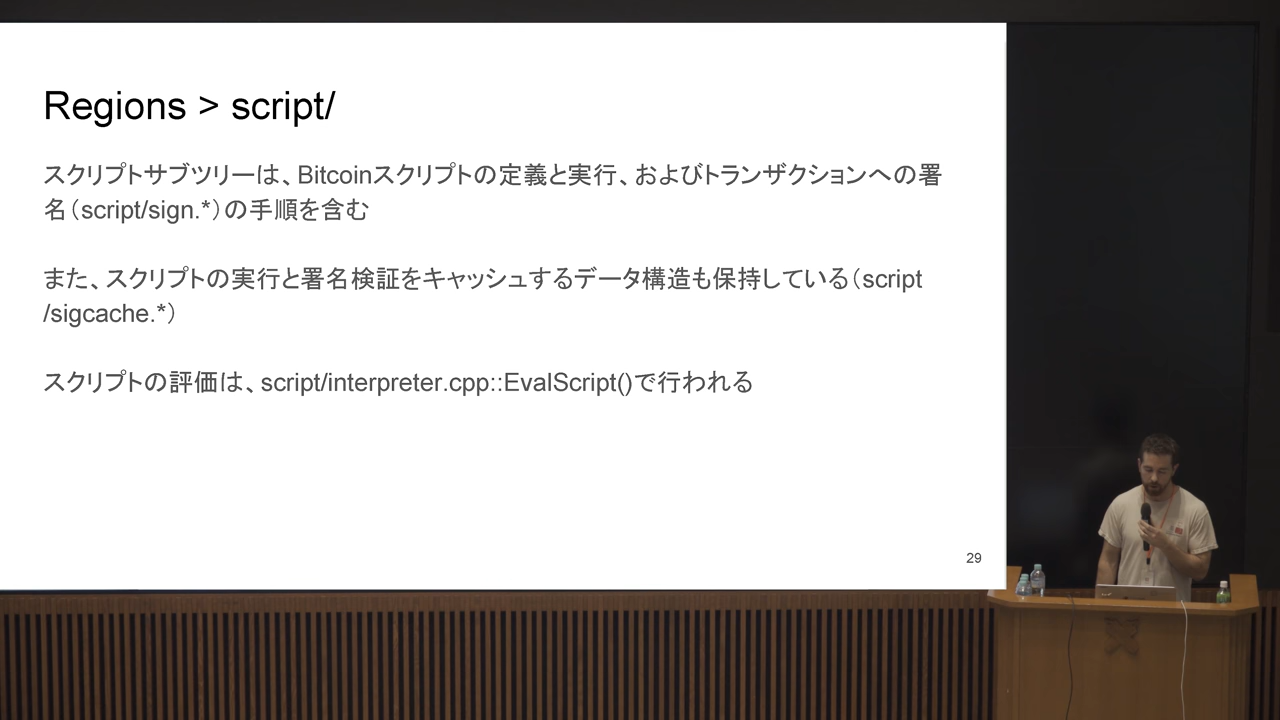 Regions > script/
スクリプトサブツリーは、Bitcoinスクリプトの定義と実行、およびトランザクションへの署
名（script/sign.*）の手順を含む
また、スクリプトの実行と署名検証をキャッシュするデータ構造も保持している（script
/sigcache.*）
スクリプトの評価は、script/interpreter.cpp::EvalScript()で行われる
29